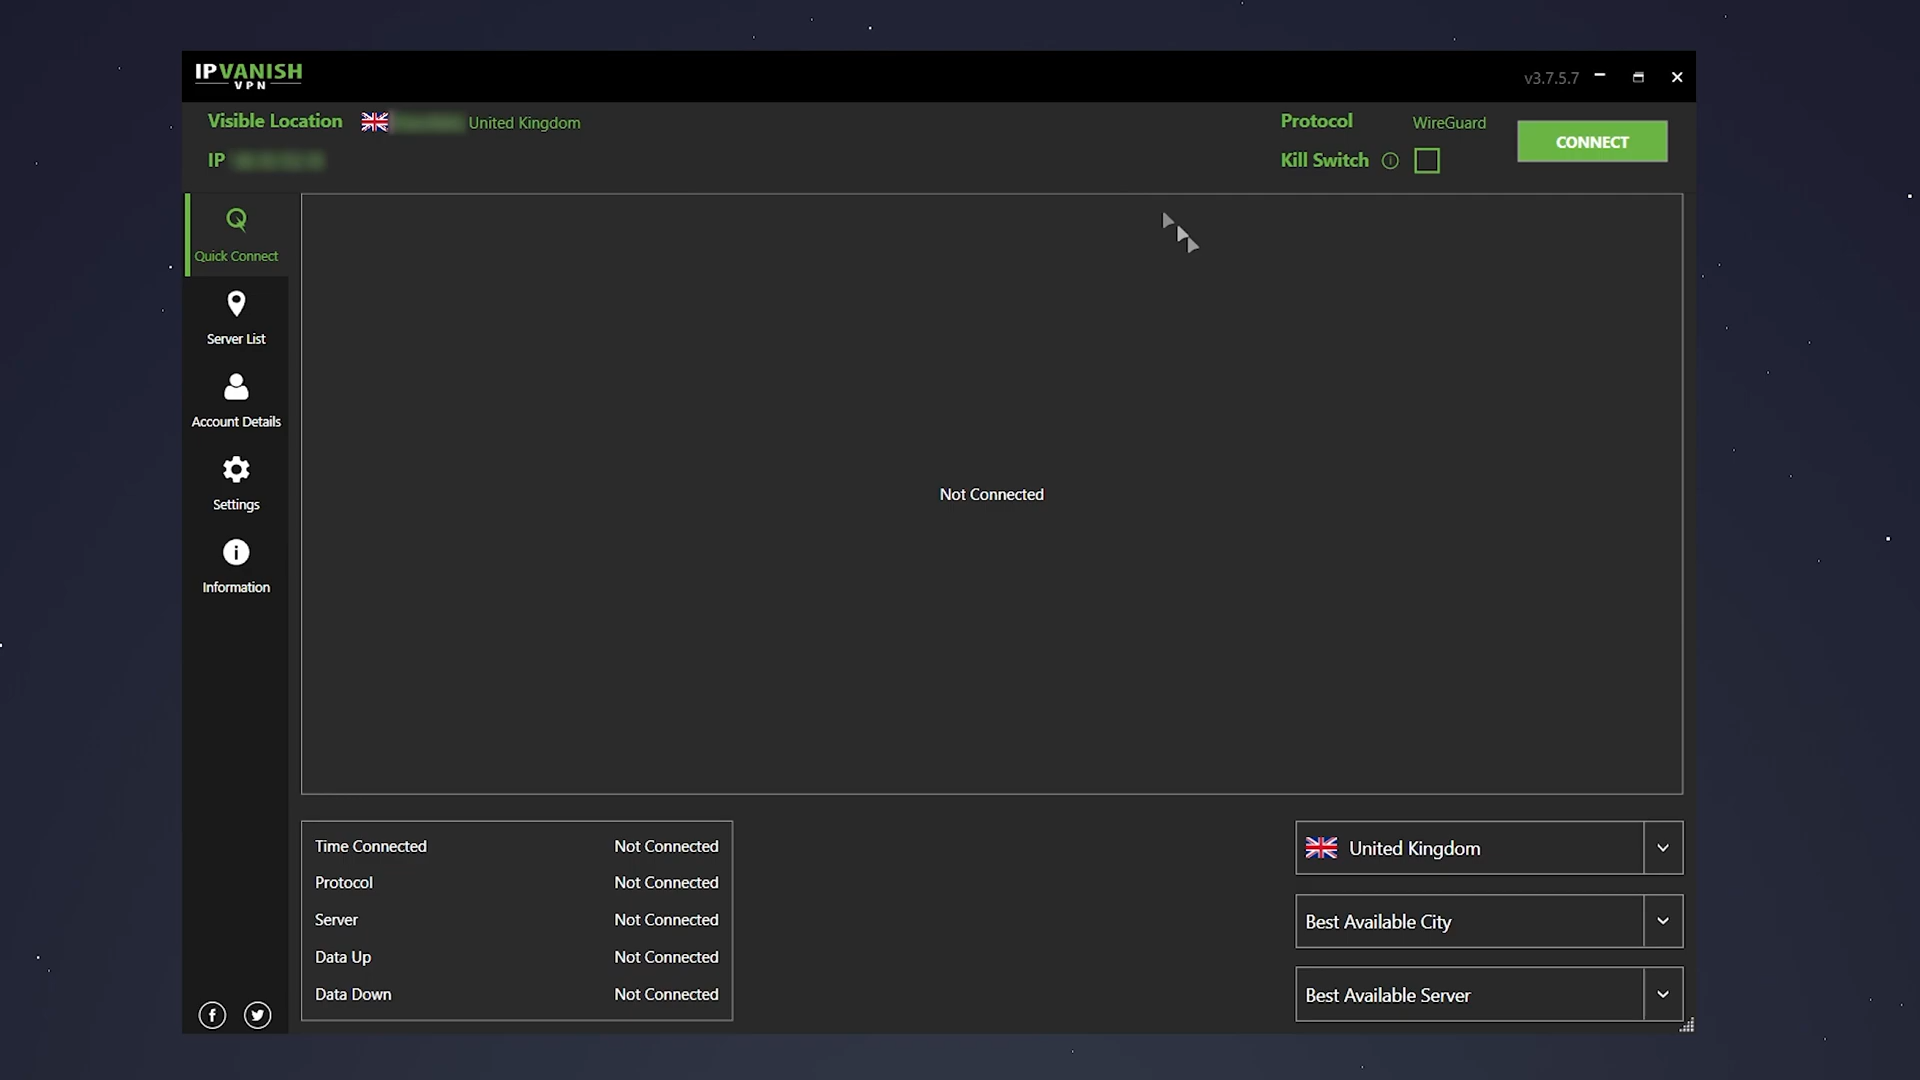 IPVANISH
VPN
v3.7.5.7
Visible Location United Kingdom
IP
Protocol WireGuard
Kill Switch
CONNECT
Quick Connect
Server List
Account Details
Settings
Information
Not Connected
Time Connected Not Connected
Protocol Not Connected
Server Not Connected
Data Up Not Connected
Data Down Not Connected
United Kingdom
Best Available City
Best Available Server